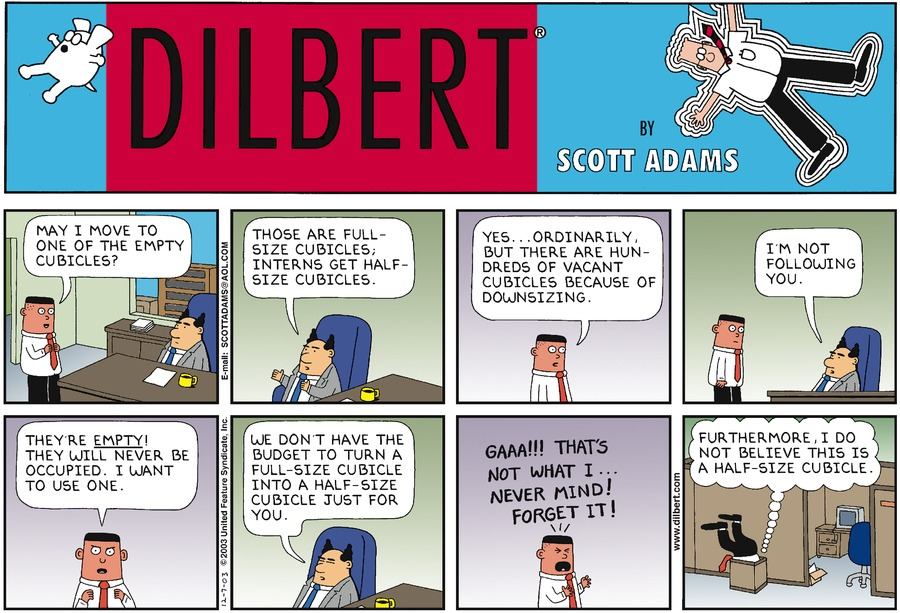 DILBERT®
BY
SCOTT ADAMS
MAY I MOVE TO
ONE OF THE EMPTY
CUBICLES?
E-mail: SCOTTADAMS@AOL.COM
THOSE ARE FULL-
SIZE CUBICLES;
INTERNS GET HALF-
SIZE CUBICLES.
YES...ORDINARILY,
BUT THERE ARE HUN-
DREDS OF VACANT
CUBICLES BECAUSE OF
DOWNSIZING.
I'M NOT
FOLLOWING
YOU.
THEY'RE EMPTY!
THEY WILL NEVER BE
OCCUPIED. I WANT
TO USE ONE.
12-7-03 ©2003 United Feature Syndicate, Inc.
WE DON'T HAVE THE
BUDGET TO TURN A
FULL-SIZE CUBICLE
INTO A HALF-SIZE
CUBICLE JUST FOR
YOU.
GAAA!!! THAT'S
NOT WHAT I...
NEVER MIND!
FORGET IT!
www.dilbert.com
FURTHERMORE, I DO
NOT BELIEVE THIS IS
A HALF-SIZE CUBICLE.